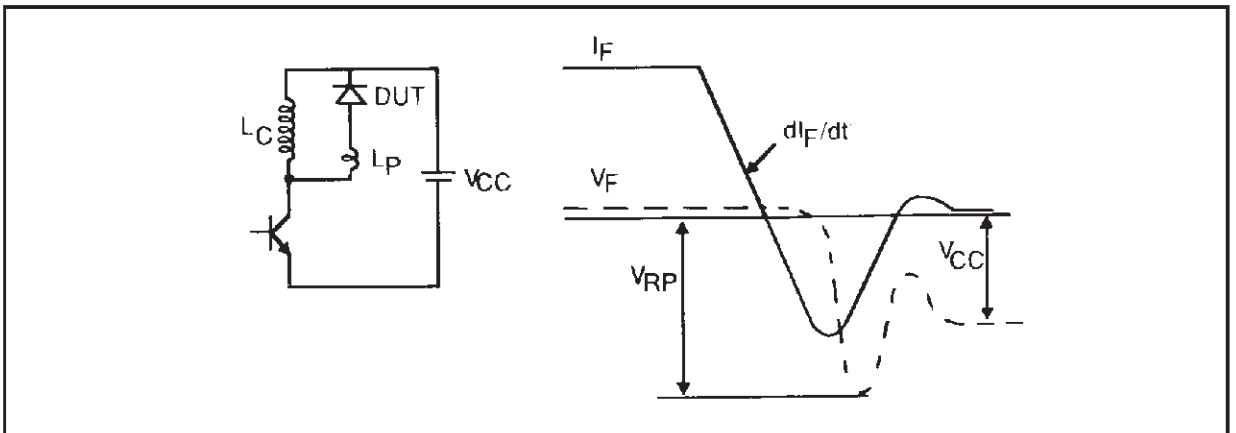 DUT
LC
LP
VCC
IF
dIF/dt
VF
VRP
VCC